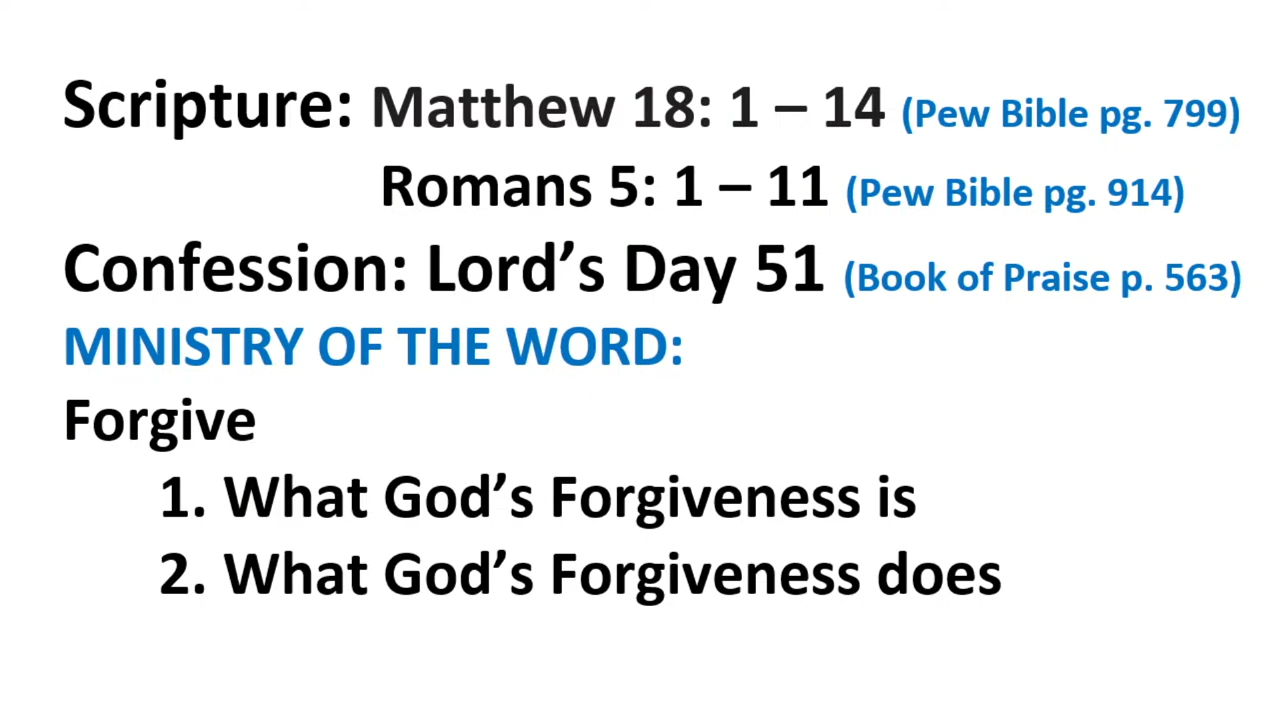 Scripture: Matthew 18: 1 – 14 (Pew Bible pg. 799)
Romans 5: 1 – 11 (Pew Bible pg. 914)
Confession: Lord’s Day 51 (Book of Praise p. 563)
MINISTRY OF THE WORD:
Forgive
1. What God’s Forgiveness is
2. What God’s Forgiveness does